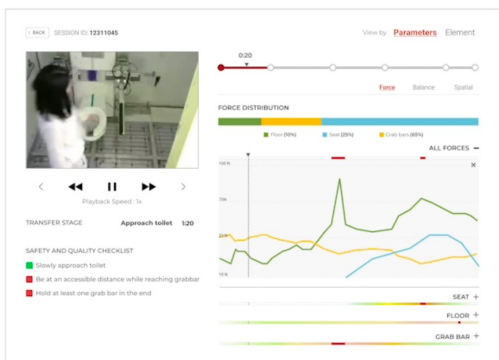 < BACK SESSION ID: 12311045
View by Parameters Element
0:20
Force Balance Spatial
FORCE DISTRIBUTION
Floor (10%) Seat (25%) Grab bars (65%)
ALL FORCES
100 N
10 N
Playback Speed : 1x
TRANSFER STAGE Approach toilet 1:20
SAFETY AND QUALITY CHECKLIST
Slowly approach toilet
Be at an accessible distance while reaching grabbar
Hold at least one grab bar in the end
SEAT +
FLOOR +
GRAB BAR +